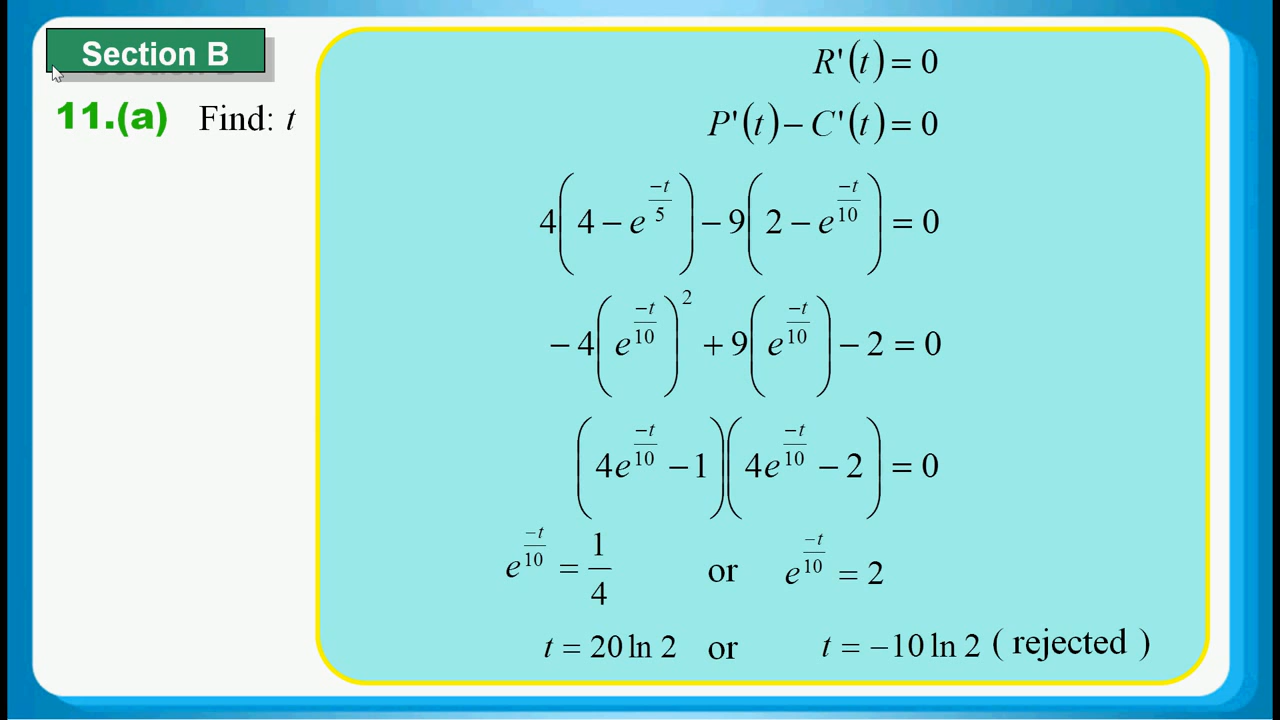 Section B
11.(a) Find: t
R'(t) = 0
P'(t) − C'(t) = 0
4(4 − e^(−t/5)) − 9(2 − e^(−t/10)) = 0
−4(e^(−t/10))^2 + 9(e^(−t/10)) − 2 = 0
(4e^(−t/10) − 1)(4e^(−t/10) − 2) = 0
e^(−t/10) = 1/4 or e^(−t/10) = 2
t = 20 ln 2 or t = −10 ln 2 ( rejected )